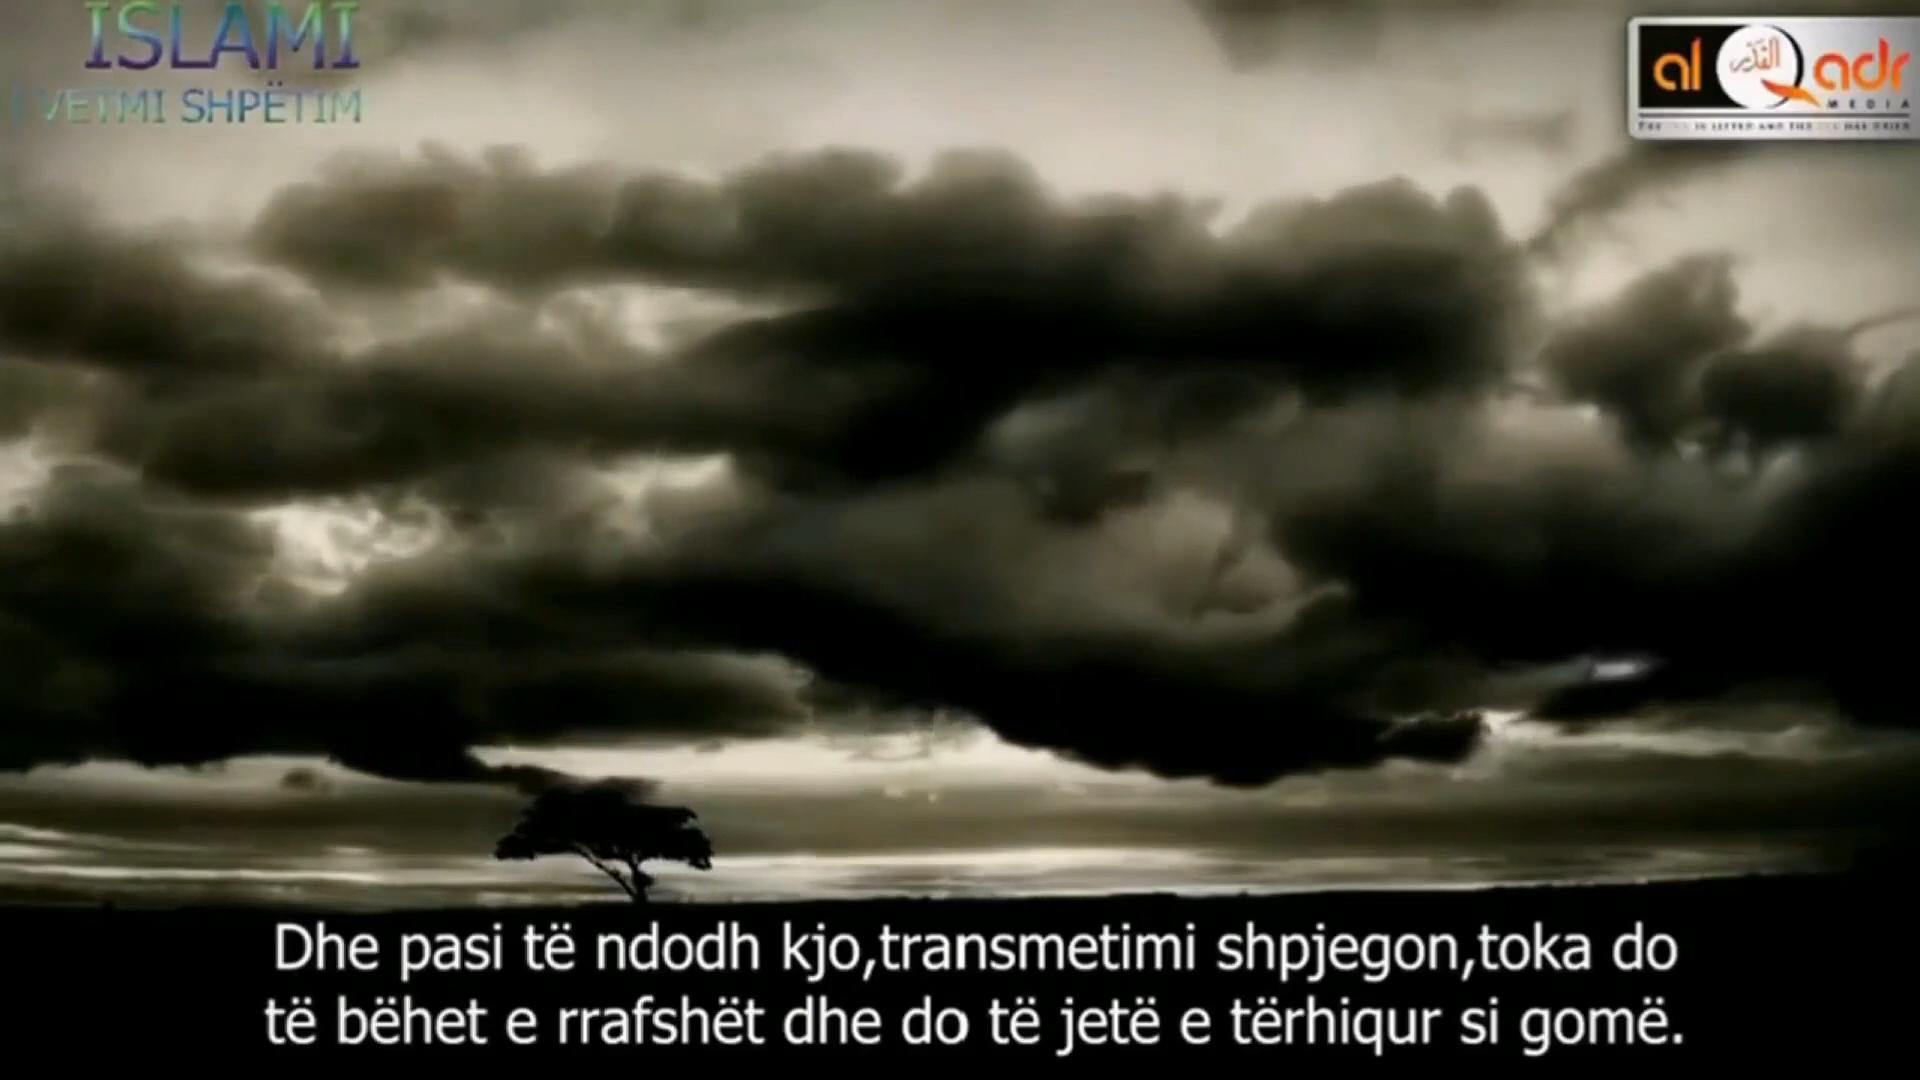 ISLAMI
I VETMI SHPËTIM
al Qadr
القدر
MEDIA
Dhe pasi të ndodh kjo,transmetimi shpjegon,toka do
të bëhet e rrafshët dhe do të jetë e tërhiqur si gomë.